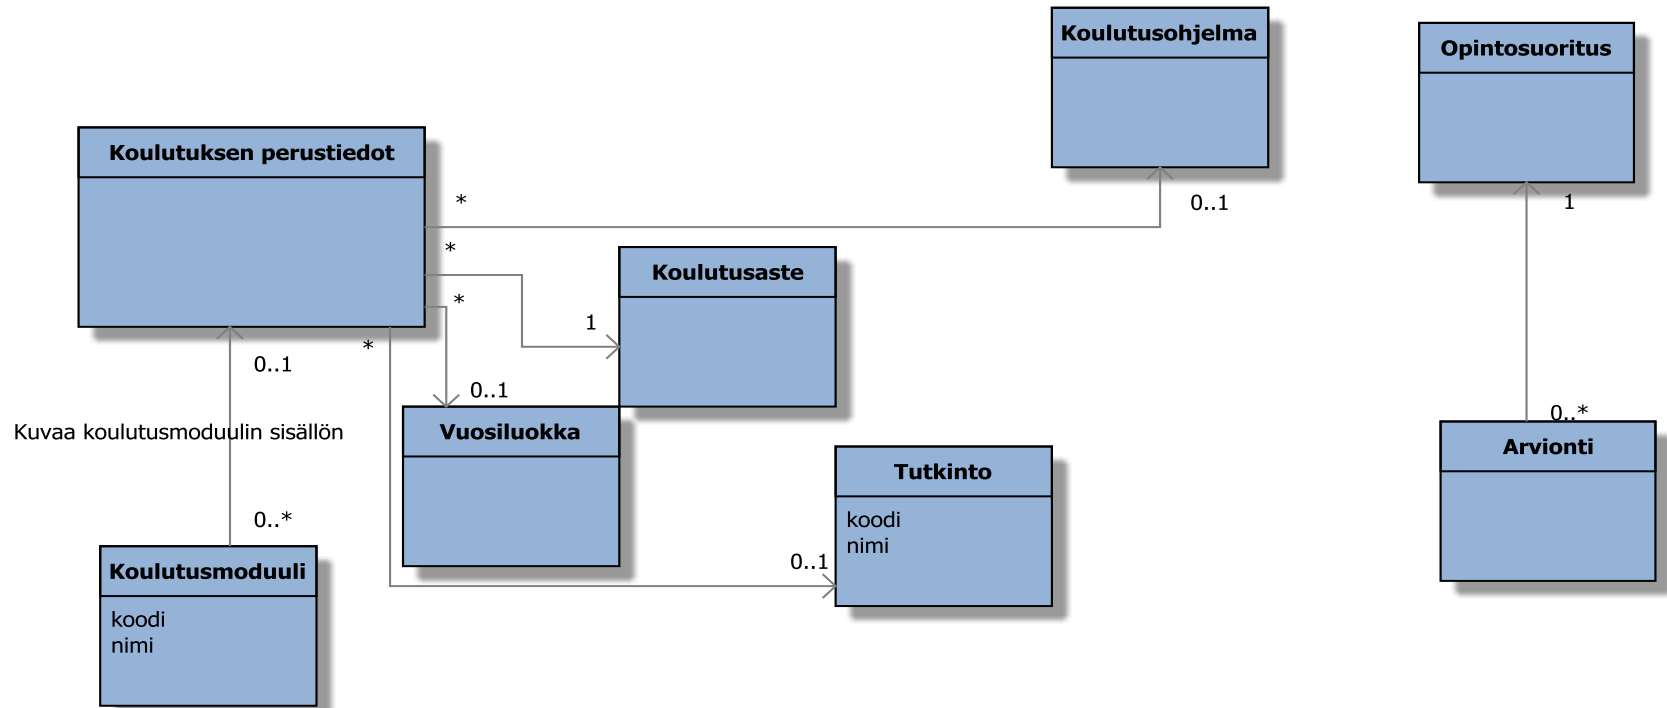 Koulutusohjelma
Opintosuoritus
Koulutuksen perustiedot
*
0..1
1
*
Koulutusaste
*
1
*
0..1
0..1
Kuvaa koulutusmoduulin sisällön
Vuosiluokka
0..*
Arvionti
Tutkinto
koodi
nimi
0..*
0..1
Koulutusmoduuli
koodi
nimi